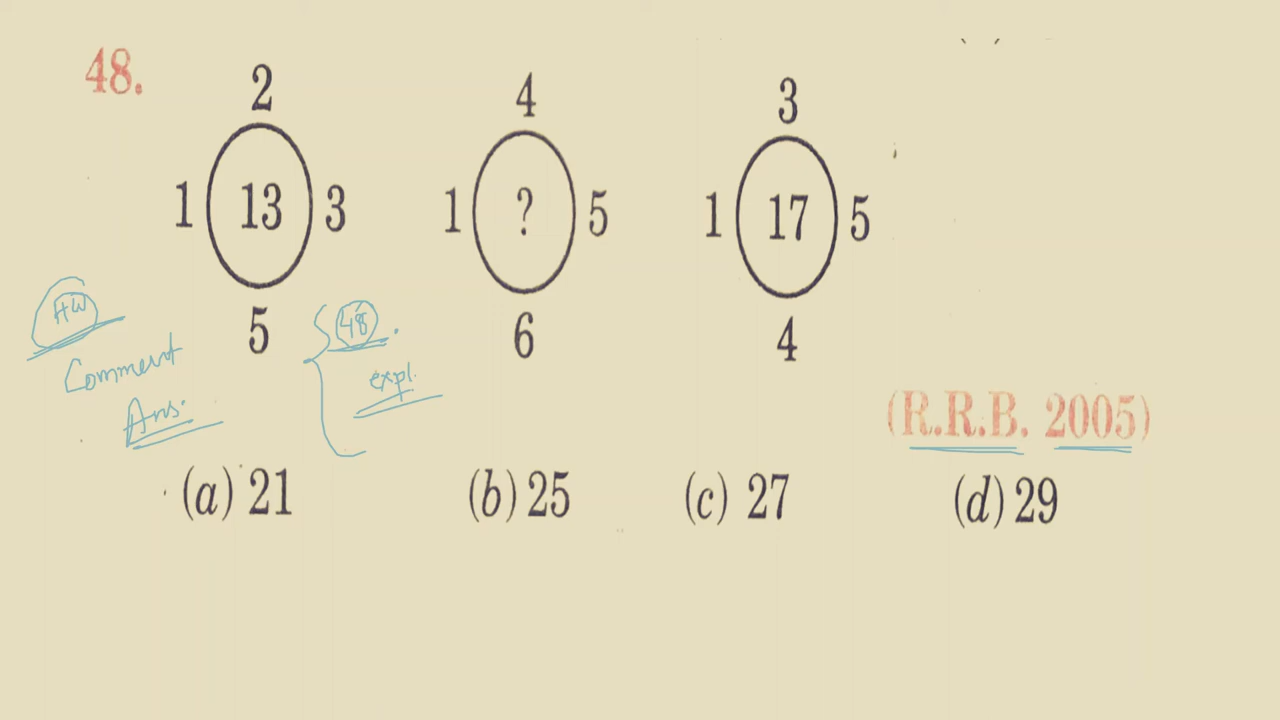 48.
2
4
3
1 13 3
1 ? 5
1 17 5
5
6
4
HW
Comment
Ans.
48.
expl.
(R.R.B. 2005)
(a) 21 (b) 25 (c) 27 (d) 29